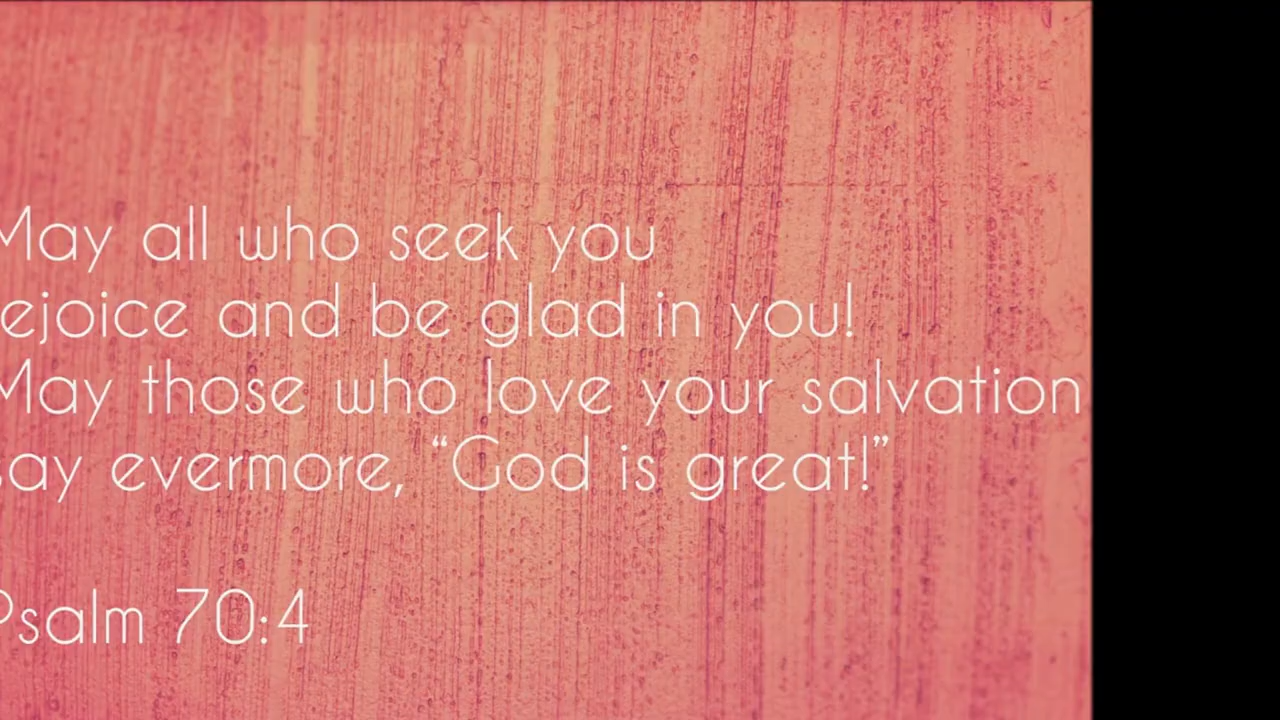 May all who seek you
ejoice and be glad in you!
May those who love your salvation
say evermore, “God is great!”
Psalm 70:4